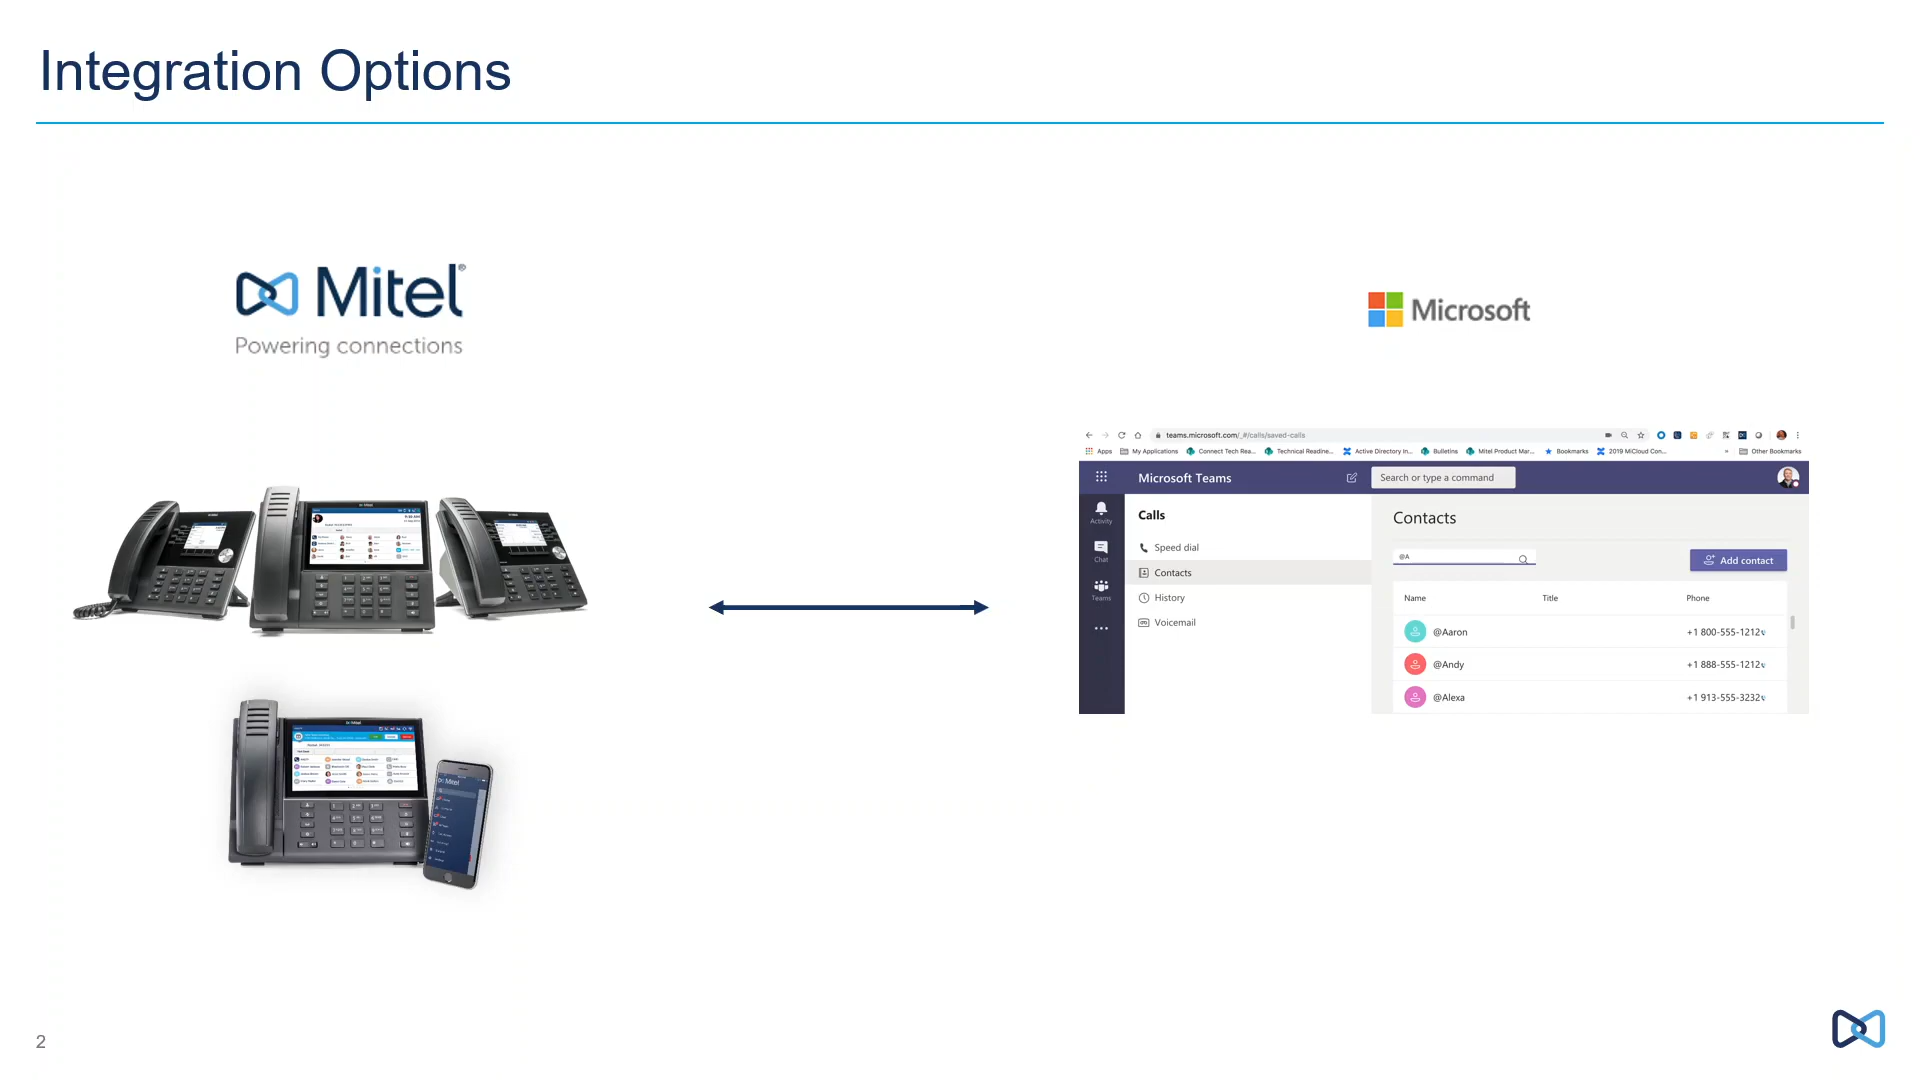 Integration Options
Mitel®
Powering connections
Microsoft
teams.microsoft.com/_#/calls/saved-calls
Apps My Applications Connect Tech Rea... Technical Readine... Active Directory In... Bulletins Mitel Product Mar... Bookmarks 2019 MiCloud Con... » Other Bookmarks
Microsoft Teams
Search or type a command
Activity
Chat
Teams
Calls
Speed dial
Contacts
History
Voicemail
Contacts
@A
Add contact
Name Title Phone
@Aaron +1 800-555-1212
@Andy +1 888-555-1212
@Alexa +1 913-555-3232
Mitel
Mitel
2